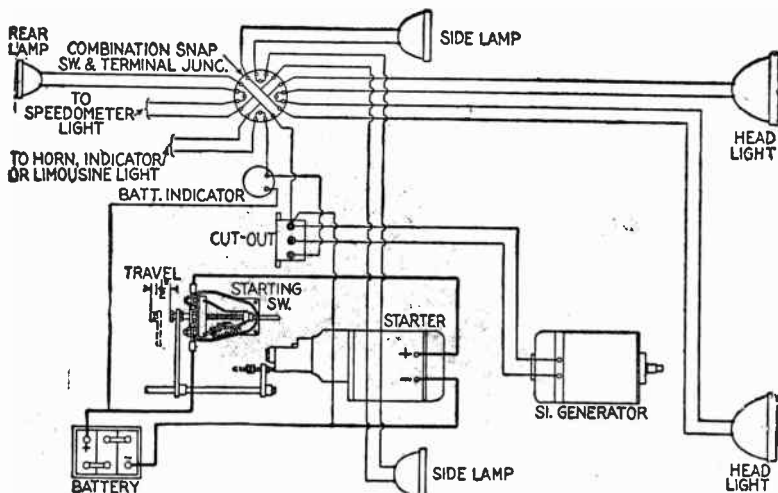 REAR
LAMP
COMBINATION SNAP
SW. & TERMINAL JUNC.
SIDE LAMP
TO
SPEEDOMETER
LIGHT
HEAD
LIGHT
TO HORN, INDICATOR
OR LIMOUSINE LIGHT
BATT. INDICATOR
CUT-OUT
TRAVEL
STARTING
SW.
STARTER
+
−
SI. GENERATOR
+
-
BATTERY
SIDE LAMP
HEAD
LIGHT